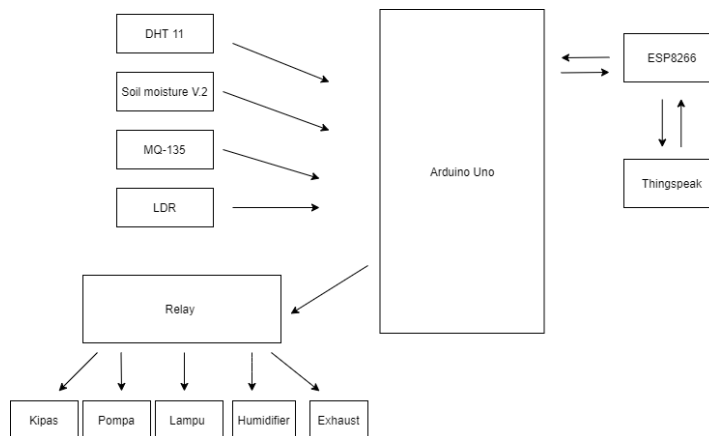 DHT 11
Soil moisture V.2
MQ-135
LDR
Arduino Uno
ESP8266
Thingspeak
Relay
Kipas
Pompa
Lampu
Humidifier
Exhaust